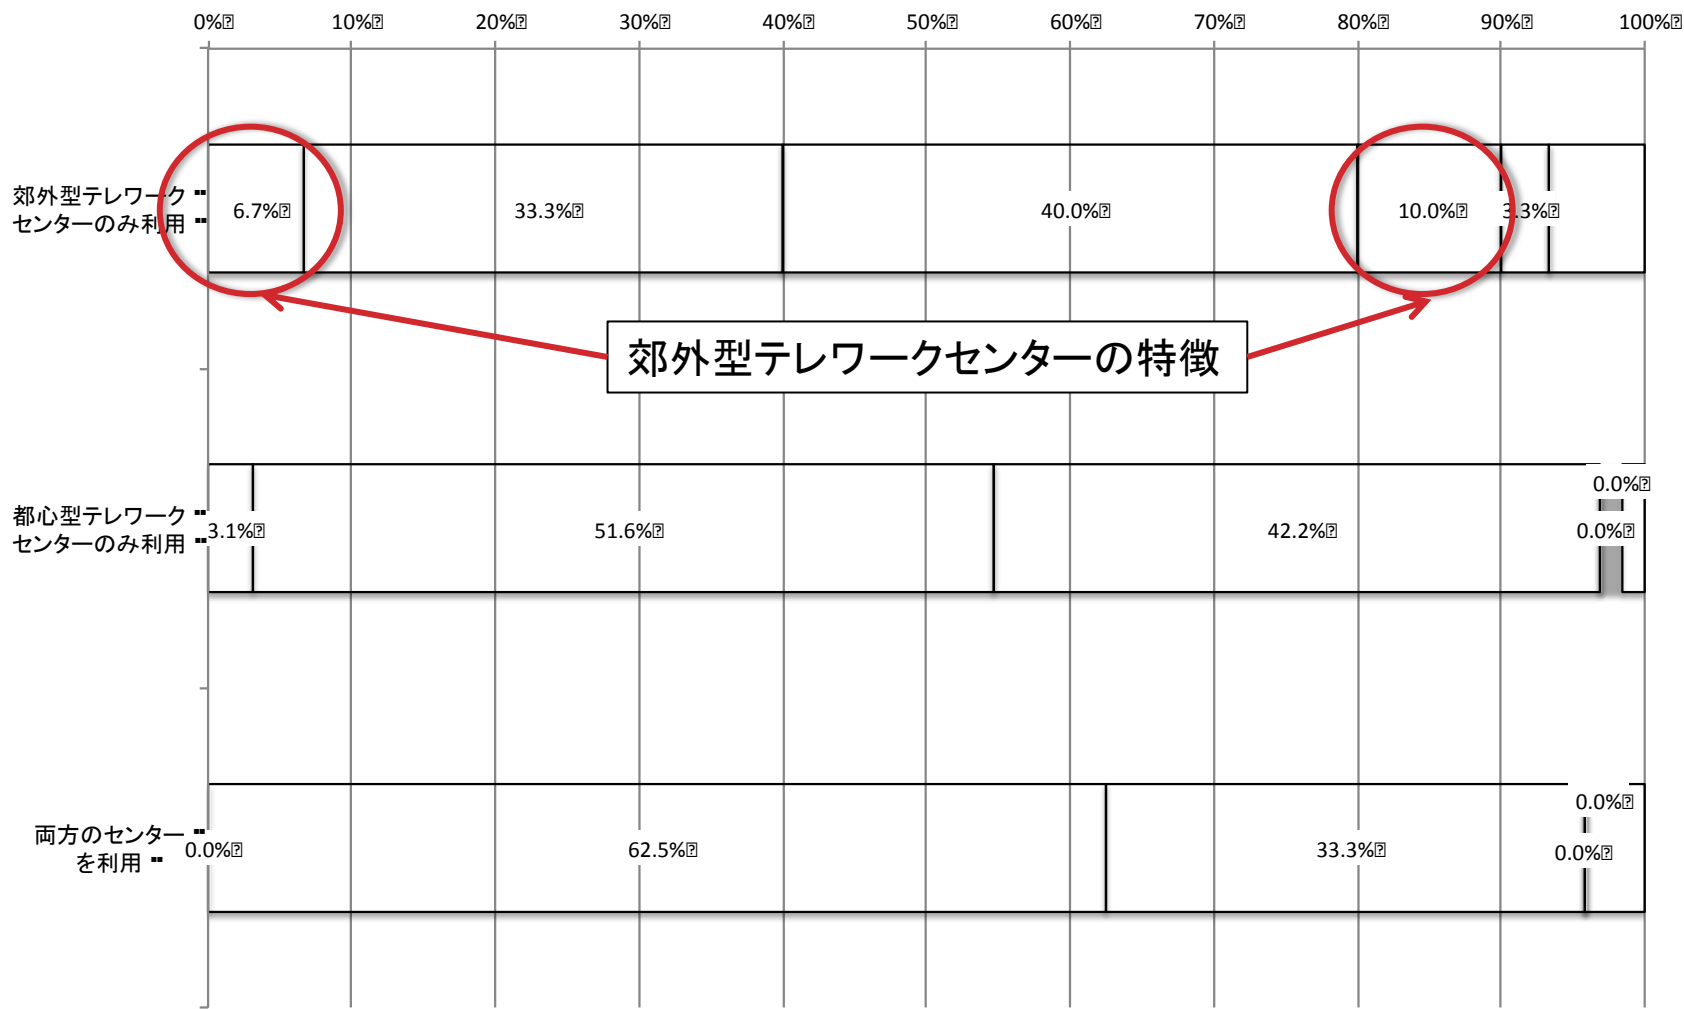 0% 10% 20% 30% 40% 50% 60% 70% 80% 90% 100%
郊外型テレワーク
センターのみ利用
6.7% 33.3% 40.0% 10.0% 3.3%
郊外型テレワークセンターの特徴
都心型テレワーク
センターのみ利用
0.0%
3.1% 51.6% 42.2% 0.0%
両方のセンター
を利用
0.0%
0.0% 62.5% 33.3% 0.0%